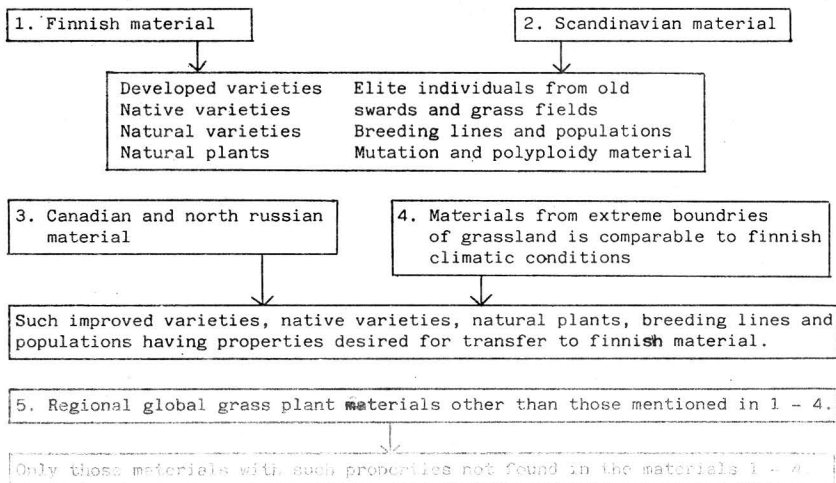 1. Finnish material
2. Scandinavian material
Developed varieties Elite individuals from old
Native varieties swards and grass fields
Natural varieties Breeding lines and populations
Natural plants Mutation and polyploidy material
3. Canadian and north russian
material
4. Materials from extreme boundries
of grassland is comparable to finnish
climatic conditions
Such improved varieties, native varieties, natural plants, breeding lines and
populations having properties desired for transfer to finnish material.
5. Regional global grass plant materials other than those mentioned in 1 - 4.
Only those materials with such properties not found in the materials 1 - 4.